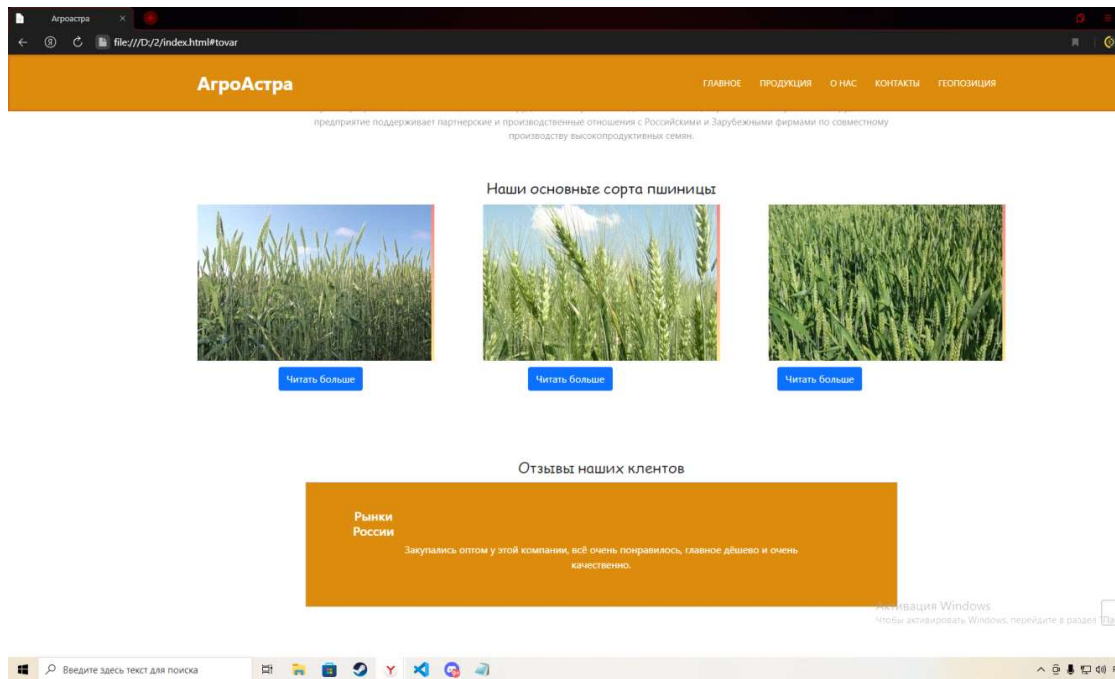 Агроастра
file:///D:/2/index.html#tovar
АгроАстра
ГЛАВНОЕ ПРОДУКЦИЯ О НАС КОНТАКТЫ ГЕОПОЗИЦИЯ
предприятие поддерживает партнерские и производственные отношения с Российскими и Зарубежными фирмами по совместному
производству высокопродуктивных семян.
Наши основные сорта пшиницы
Читать больше Читать больше Читать больше
Отзывы наших клентов
Рынки
России
Закупались оптом у этой компании, всё очень понравилось, главное дёшево и очень
качественно.
Активация Windows
Чтобы активировать Windows, перейдите в раздел
Введите здесь текст для поиска